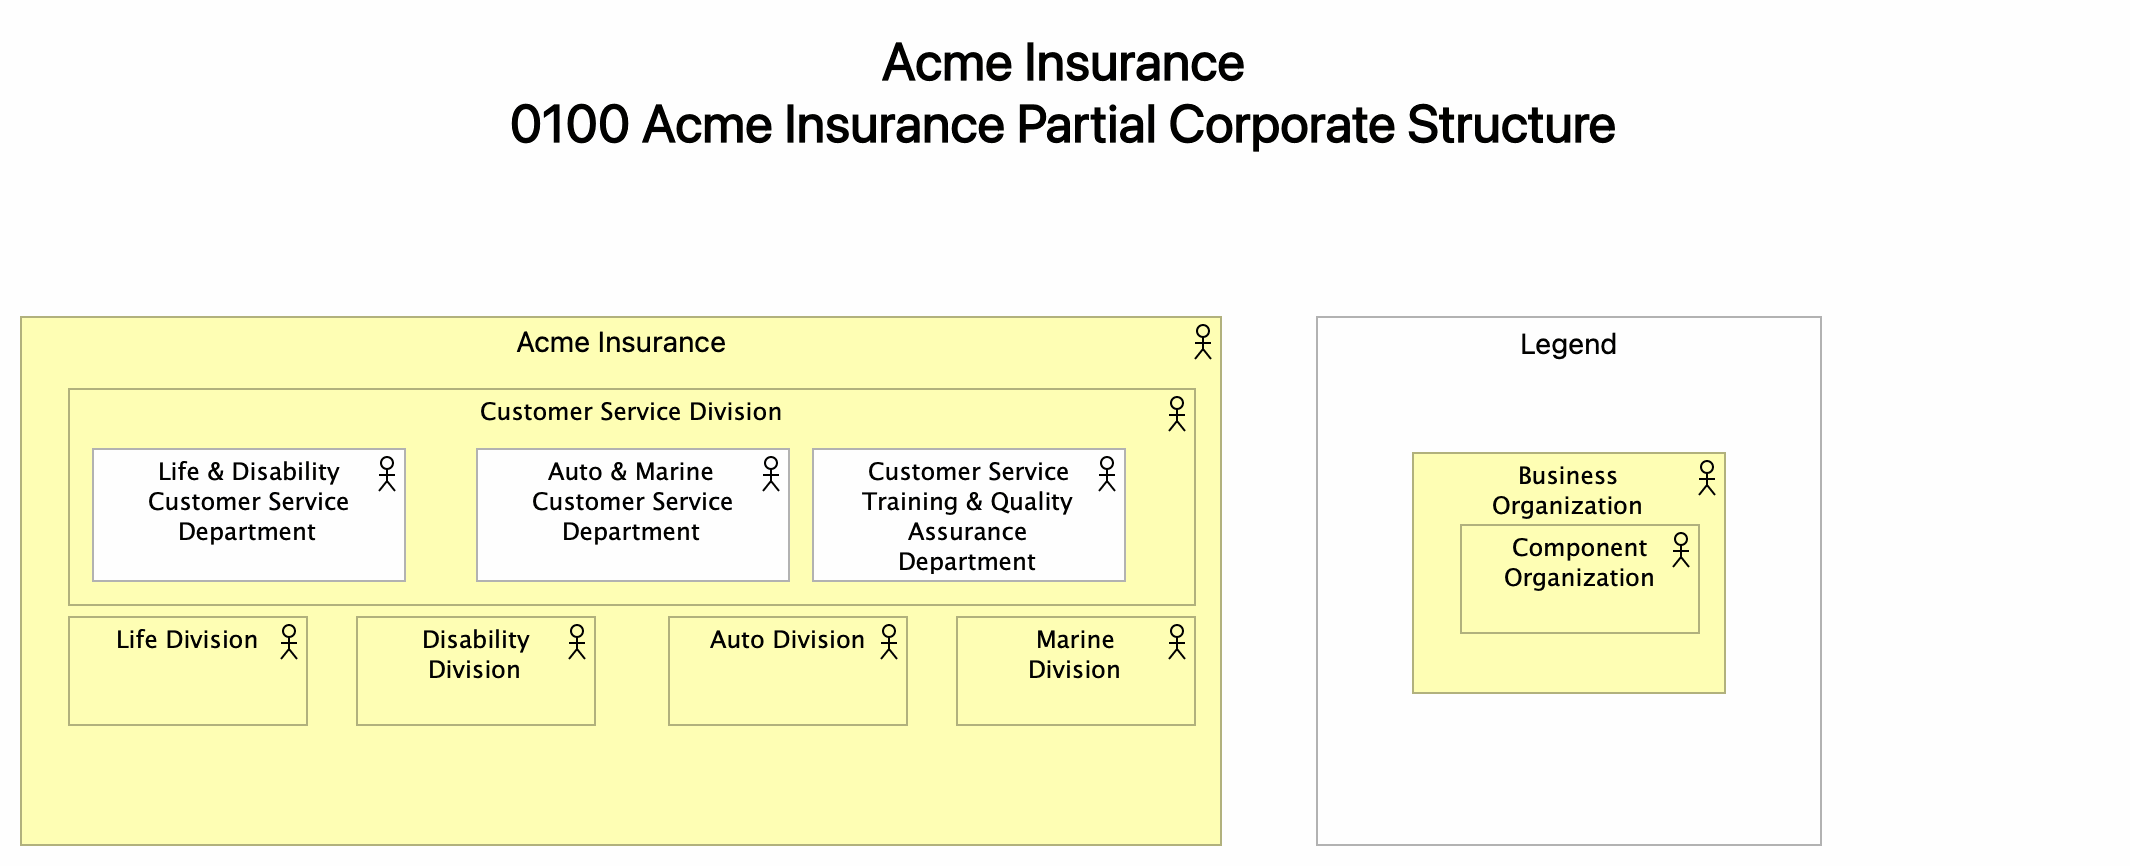 Acme Insurance
0100 Acme Insurance Partial Corporate Structure
Acme Insurance
Customer Service Division
Life & Disability
Customer Service
Department
Auto & Marine
Customer Service
Department
Customer Service
Training & Quality
Assurance
Department
Life Division
Disability
Division
Auto Division
Marine
Division
Legend
Business
Organization
Component
Organization